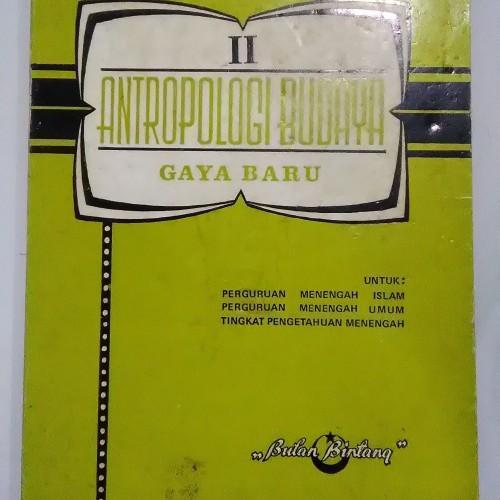 II
ANTROPOLOGI BUDAYA
GAYA BARU
UNTUK:
PERGURUAN MENENGAH ISLAM
PERGURUAN MENENGAH UMUM
TINGKAT PENGETAHUAN MENENGAH
„Bulan Bintang”